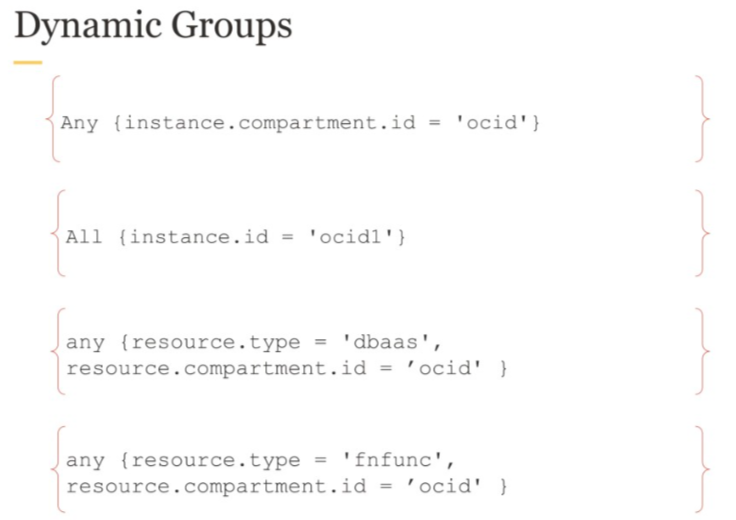 Dynamic Groups
Any {instance.compartment.id = 'ocid'}
All {instance.id = 'ocid1'}
any {resource.type = 'dbaas',
resource.compartment.id = ′ocid' }
any {resource.type = 'fnfunc',
resource.compartment.id = ′ocid' }